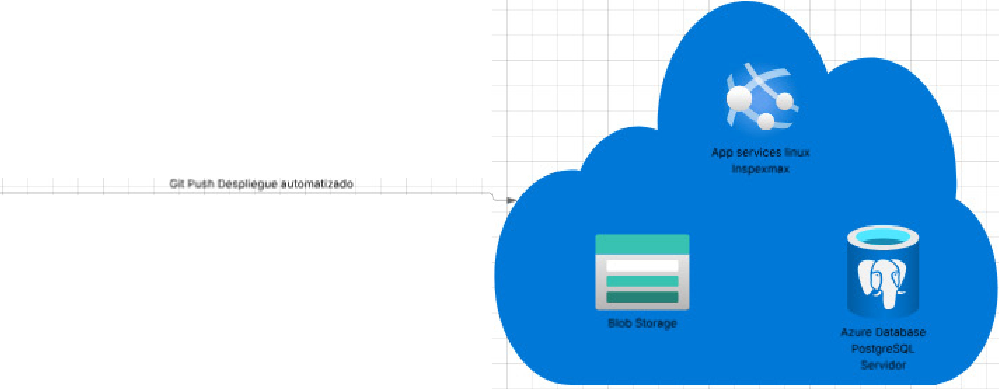 Git Push Despliegue automatizado
App services linux
Inspexmax
Blob Storage
Azure Database
PostgreSQL
Servidor